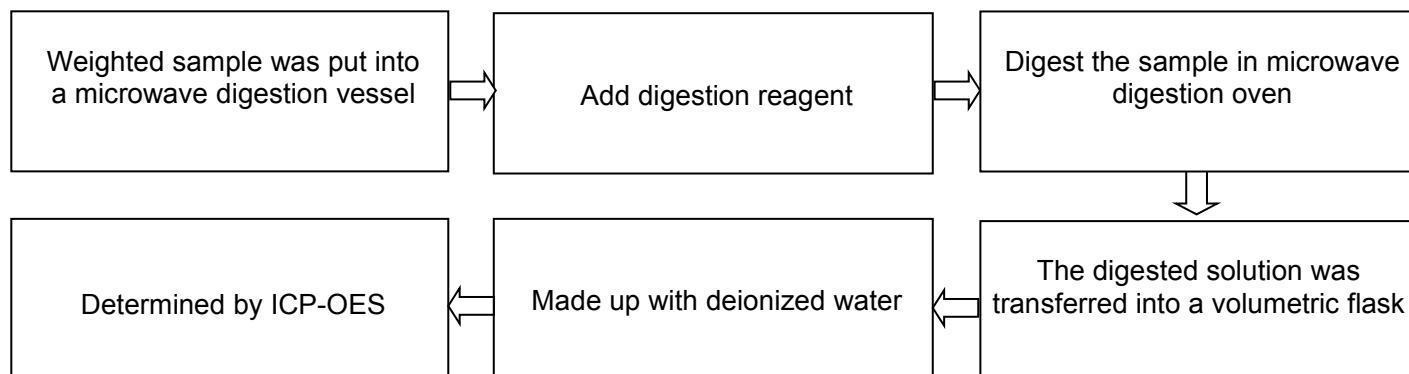 Weighted sample was put into
a microwave digestion vessel
Add digestion reagent
Digest the sample in microwave
digestion oven
The digested solution was
transferred into a volumetric flask
Made up with deionized water
Determined by ICP-OES